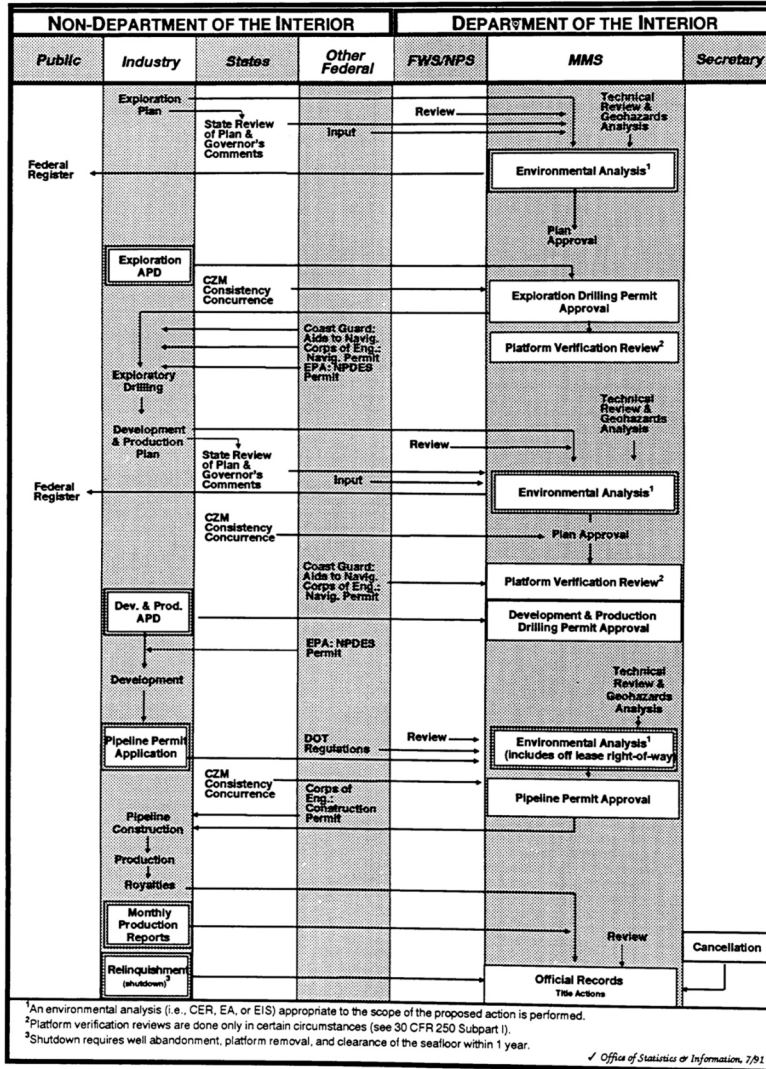 NON-DEPARTMENT OF THE INTERIOR
DEPARTMENT OF THE INTERIOR
Public
Industry
States
Other
Federal
FWS/NPS
MMS
Secretary
Exploration
Plan
State Review
of Plan &
Governor's
Comments
Input
Review
Technical
Review &
Geohazards
Analysis
Federal
Register
Environmental Analysis1
Plan
Approval
Exploration
APD
CZM
Consistency
Concurrence
Exploration Drilling Permit
Approval
Coast Guard:
Aids to Navig.
Corps of Eng.:
Navig. Permit
EPA: NPDES
Permit
Platform Verification Review2
Exploratory
Drilling
Development
& Production
Plan
Technical
Review &
Geohazards
Analysis
Review
State Review
of Plan &
Governor's
Comments
Input
Federal
Register
Environmental Analysis1
CZM
Consistency
Concurrence
Plan Approval
Coast Guard:
Aids to Navig.
Corps of Eng.:
Navig. Permit
Platform Verification Review2
Dev. & Prod.
APD
Development & Production
Drilling Permit Approval
EPA: NPDES
Permit
Development
Technical
Review &
Geohazards
Analysis
Pipeline Permit
Application
DOT
Regulations
Review
Environmental Analysis1
(includes off lease right-of-way)
CZM
Consistency
Concurrence
Corps of
Eng.:
Construction
Permit
Pipeline Permit Approval
Pipeline
Construction
Production
Royalties
Monthly
Production
Reports
Review
Cancellation
Relinquishment
(shutdown)3
Official Records
Title Actions
1An environmental analysis (i.e., CER, EA, or EIS) appropriate to the scope of the proposed action is performed.
2Platform verification reviews are done only in certain circumstances (see 30 CFR 250 Subpart I).
3Shutdown requires well abandonment, platform removal, and clearance of the seafloor within 1 year.
✓ Office of Statistics & Information, 7/91